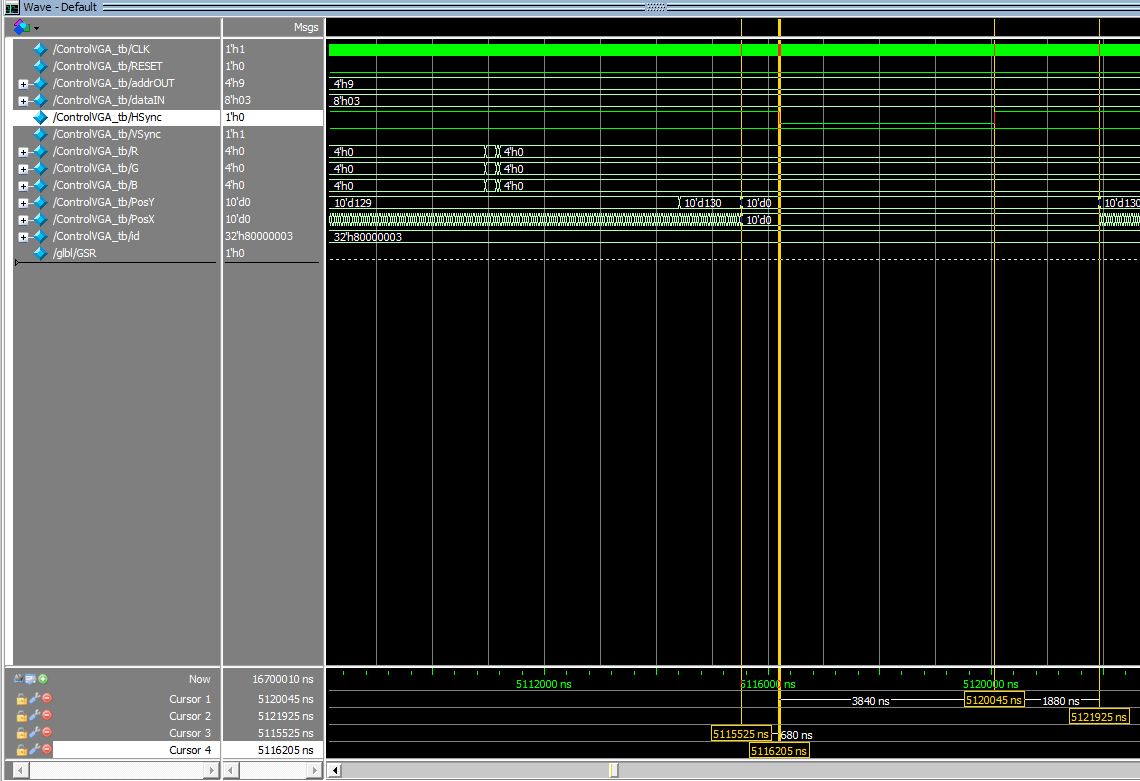 Wave - Default
Msgs
/ControlVGA_tb/CLK 1'h1
/ControlVGA_tb/RESET 1'h0
/ControlVGA_tb/addrOUT 4'h9 4'h9
/ControlVGA_tb/dataIN 8'h03 8'h03
/ControlVGA_tb/HSync 1'h0
/ControlVGA_tb/VSync 1'h1
/ControlVGA_tb/R 4'h0 4'h0 4'h0
/ControlVGA_tb/G 4'h0 4'h0 4'h0
/ControlVGA_tb/B 4'h0 4'h0 4'h0
/ControlVGA_tb/PosY 10'd0 10'd129 10'd130 10'd0 10'd130
/ControlVGA_tb/PosX 10'd0 10'd0
/ControlVGA_tb/id 32'h80000003 32'h80000003
/glbl/GSR 1'h0
Now 16700010 ns 5112000 ns 5116000 ns 5120000 ns
Cursor 1 5120045 ns 3840 ns 5120045 ns 1880 ns
Cursor 2 5121925 ns 5121925 ns
Cursor 3 5115525 ns 5115525 ns 680 ns
Cursor 4 5116205 ns 5116205 ns